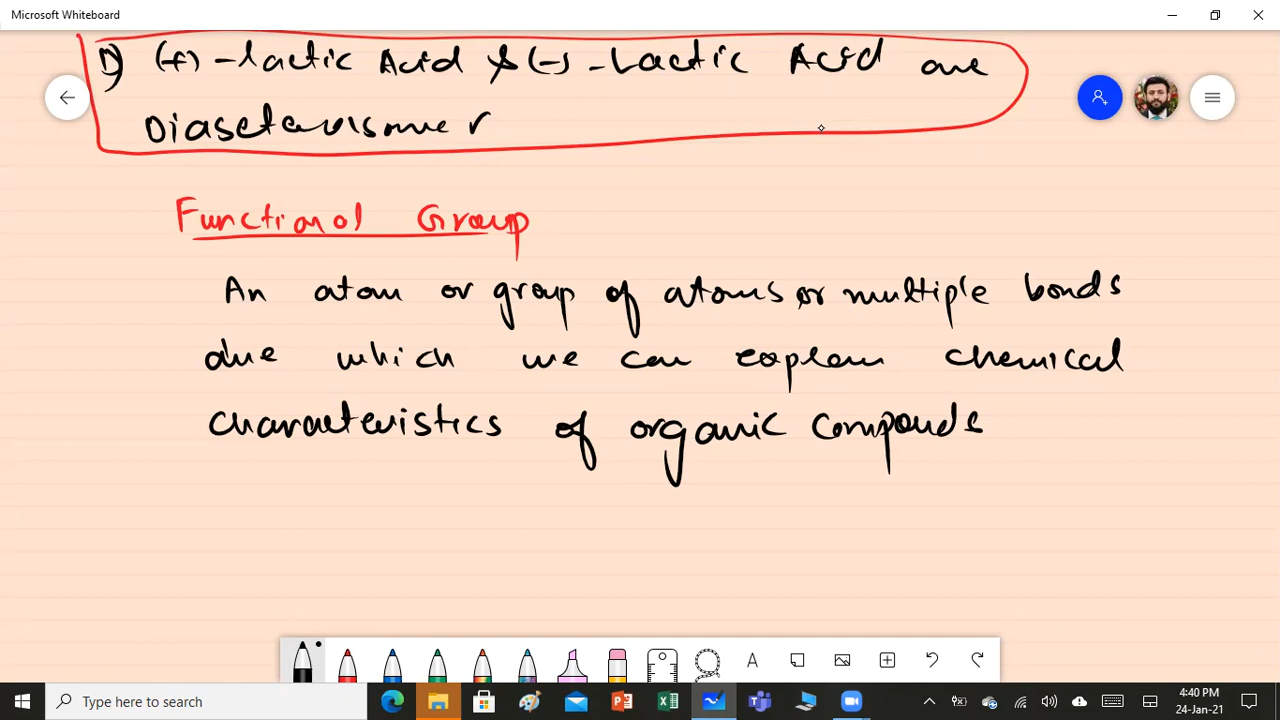 Microsoft Whiteboard
1) (+) - lactic Acid & (-) - Lactic Acid are
Diaseterisomer
Functional Group
An atom or group of atoms or multiple bonds
due which we can explain chemical
characteristics of organic compounds
Type here to search
4:40 PM
24-Jan-21